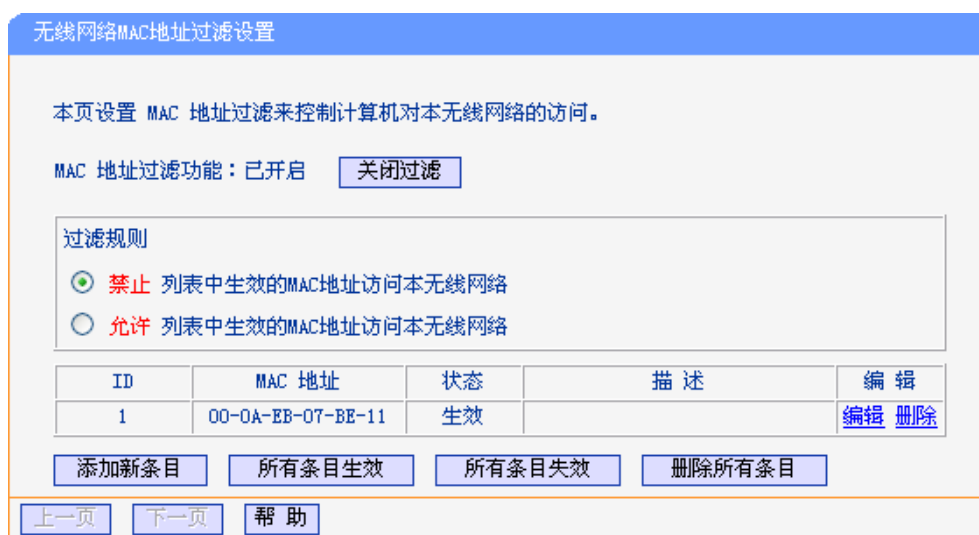 无线网络MAC地址过滤设置
本页设置 MAC 地址过滤来控制计算机对本无线网络的访问。
MAC 地址过滤功能：已开启 关闭过滤
过滤规则
禁止 列表中生效的MAC地址访问本无线网络
允许 列表中生效的MAC地址访问本无线网络
ID MAC 地址 状态 描 述 编 辑
1 00-0A-EB-07-BE-11 生效 编辑 删除
添加新条目 所有条目生效 所有条目失效 删除所有条目
上一页 下一页 帮 助